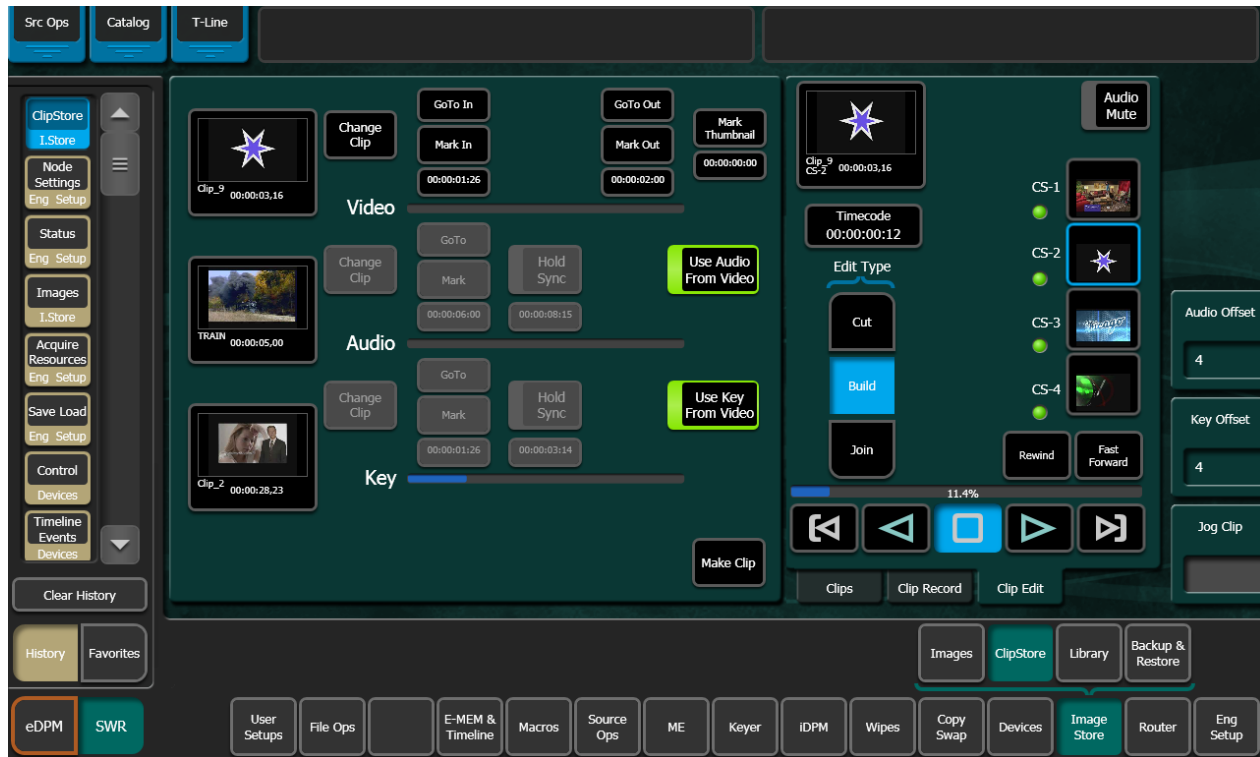 Src Ops
Catalog
T-Line
ClipStore
I.Store
Node
Settings
Eng Setup
Status
Eng Setup
Images
I.Store
Acquire
Resources
Eng Setup
Save Load
Eng Setup
Control
Devices
Timeline
Events
Devices
Clear History
History
Favorites
eDPM
SWR
Clip_9 00:00:03,16
Change
Clip
GoTo In
Mark In
00:00:01:26
GoTo Out
Mark Out
00:00:02:00
Mark
Thumbnail
00:00:00:00
Video
TRAIN 00:00:05,00
Change
Clip
GoTo
Mark
00:00:06:00
Hold
Sync
00:00:08:15
Use Audio
From Video
Audio
Clip_2 00:00:28,23
Change
Clip
GoTo
Mark
00:00:01:26
Hold
Sync
00:00:03:14
Use Key
From Video
Key
Make Clip
Clip_9
CS-2 00:00:03,16
Audio
Mute
Timecode
00:00:00:12
Edit Type
Cut
Build
Join
CS-1
CS-2
CS-3
Chicago
CS-4
Rewind
Fast
Forward
11.4%
Clips
Clip Record
Clip Edit
Audio Offset
4
Key Offset
4
Jog Clip
Images
ClipStore
Library
Backup &
Restore
User
Setups
File Ops
E-MEM &
Timeline
Macros
Source
Ops
ME
Keyer
iDPM
Wipes
Copy
Swap
Devices
Image
Store
Router
Eng
Setup